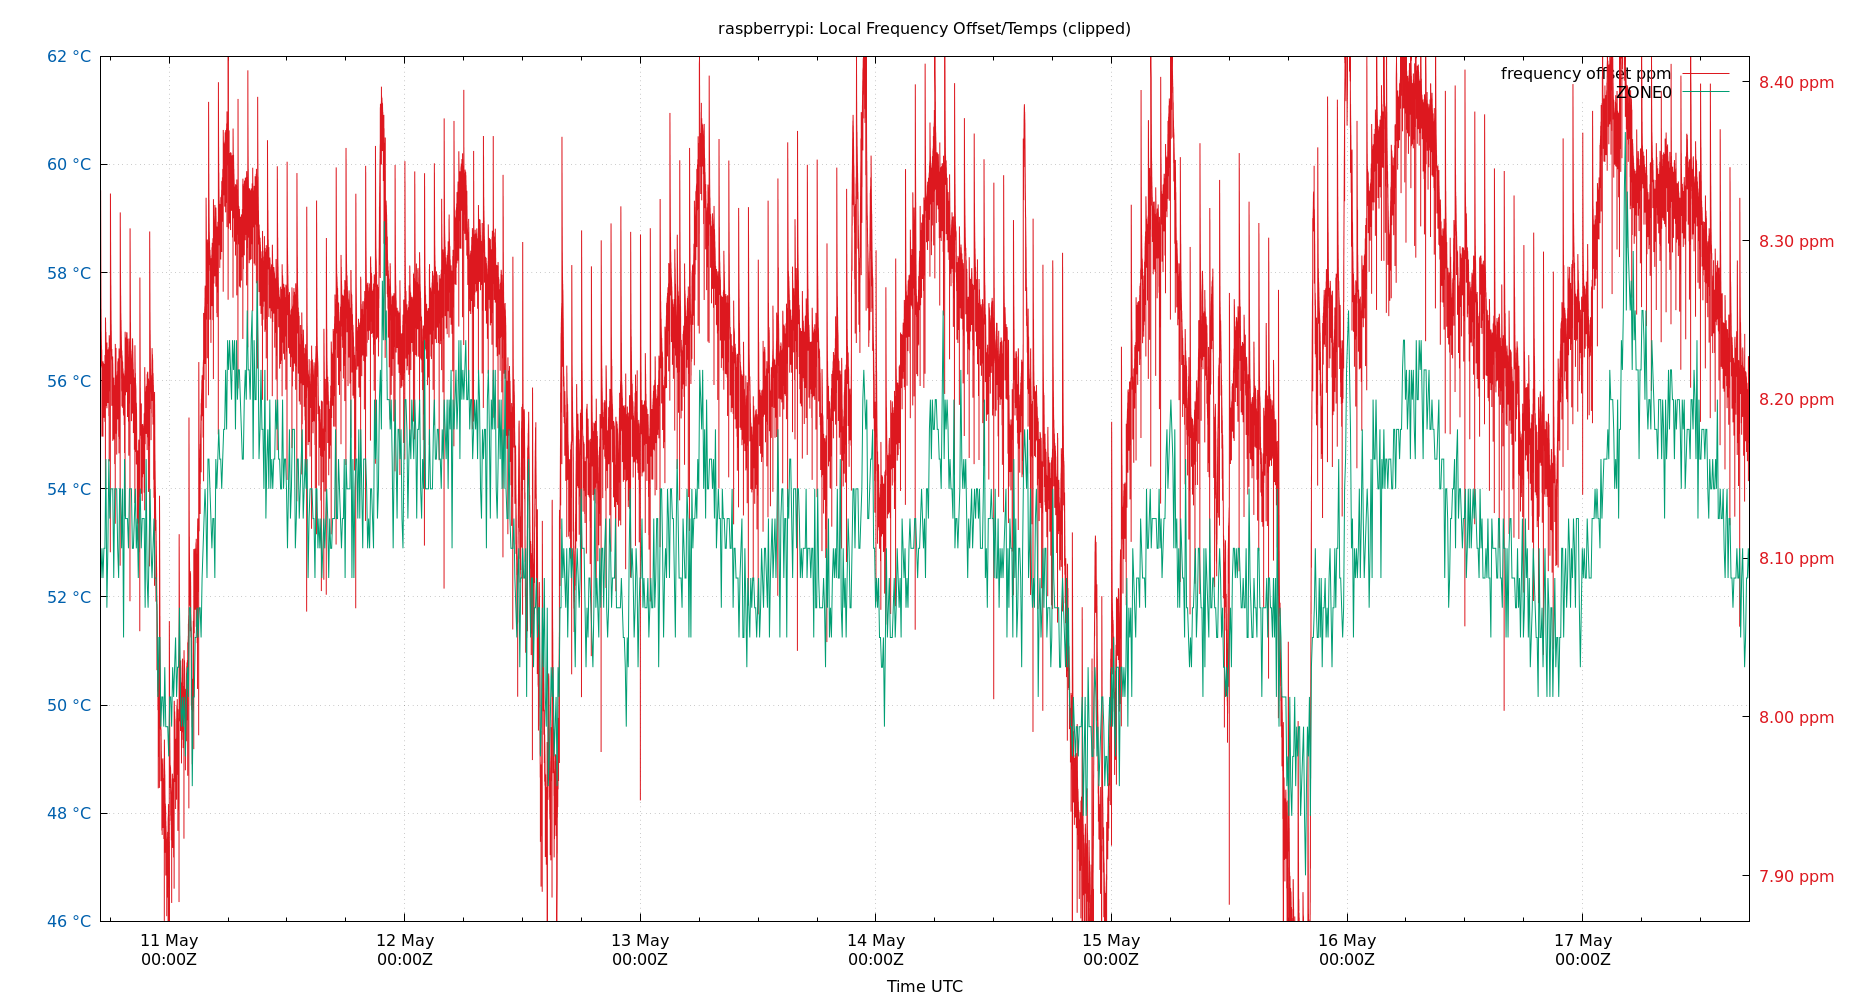 raspberrypi: Local Frequency Offset/Temps (clipped)
62 °C
60 °C
58 °C
56 °C
54 °C
52 °C
50 °C
48 °C
46 °C
frequency offset ppm
ZONE0
8.40 ppm
8.30 ppm
8.20 ppm
8.10 ppm
8.00 ppm
7.90 ppm
11 May
00:00Z
12 May
00:00Z
13 May
00:00Z
14 May
00:00Z
15 May
00:00Z
16 May
00:00Z
17 May
00:00Z
Time UTC